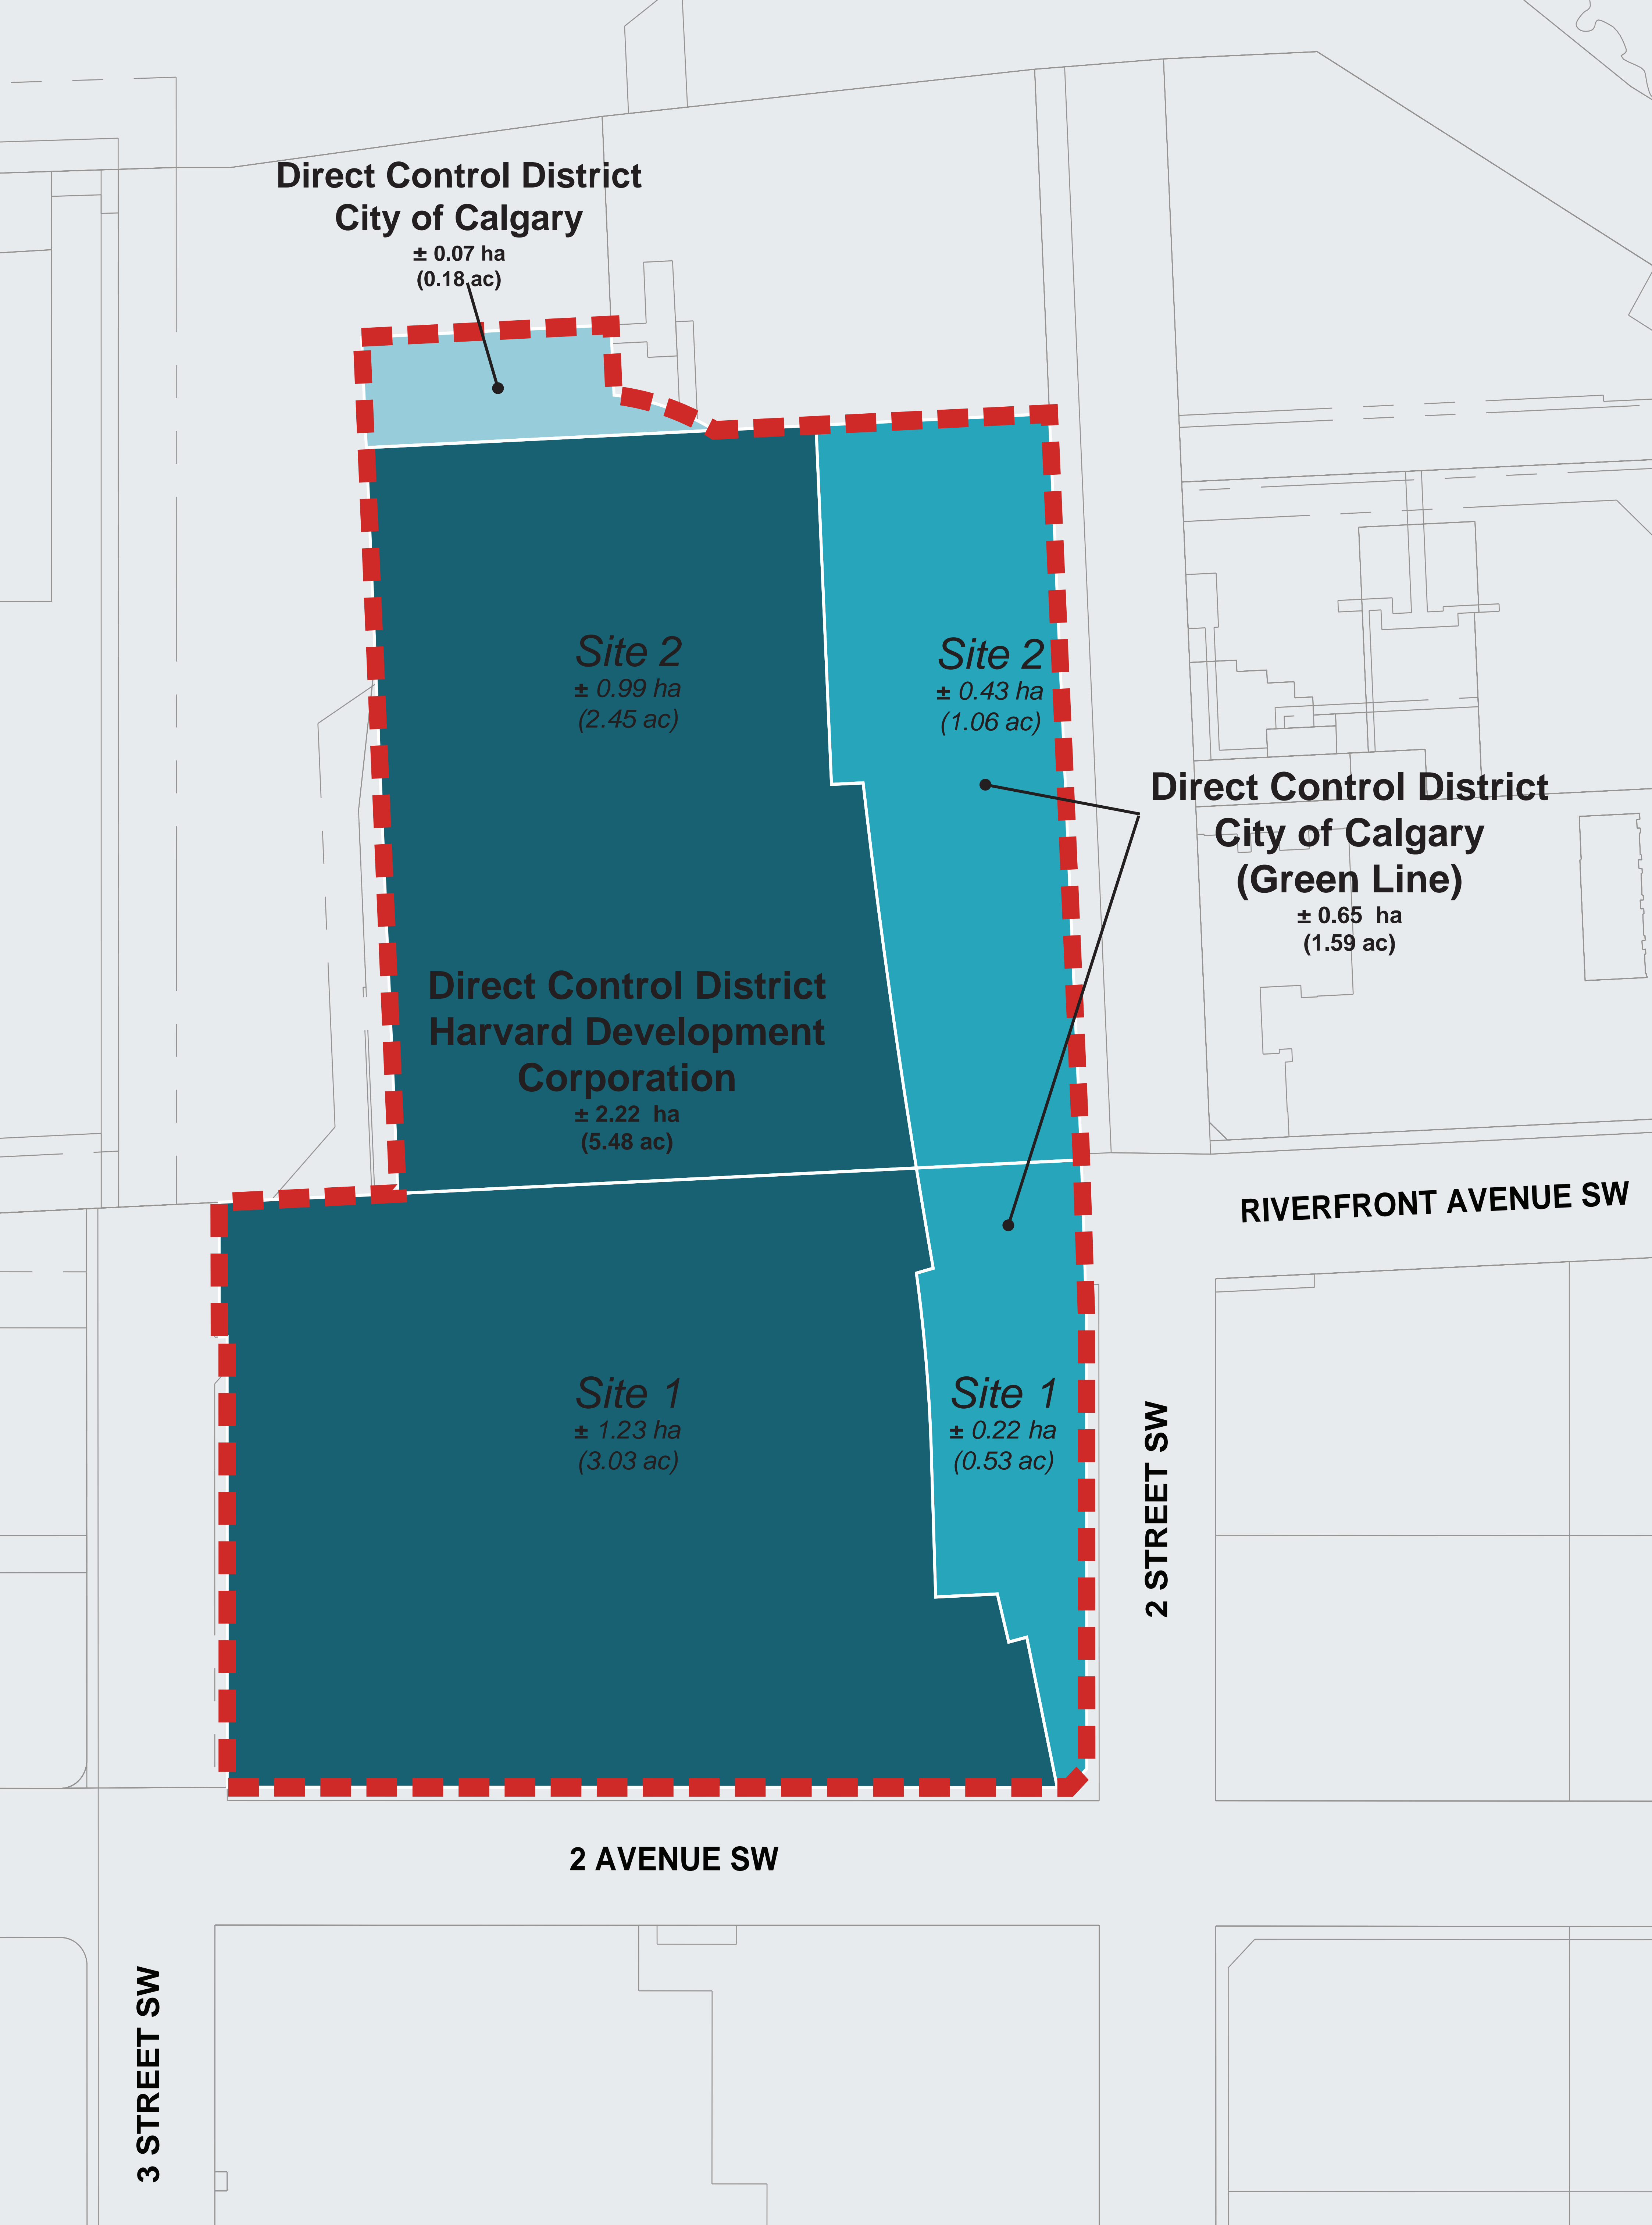 Direct Control District
City of Calgary
± 0.07 ha
(0.18 ac)
Site 2
± 0.99 ha
(2.45 ac)
Site 2
± 0.43 ha
(1.06 ac)
Direct Control District
City of Calgary
(Green Line)
± 0.65 ha
(1.59 ac)
Direct Control District
Harvard Development
Corporation
± 2.22 ha
(5.48 ac)
RIVERFRONT AVENUE SW
Site 1
± 1.23 ha
(3.03 ac)
Site 1
± 0.22 ha
(0.53 ac)
2 STREET SW
2 AVENUE SW
3 STREET SW